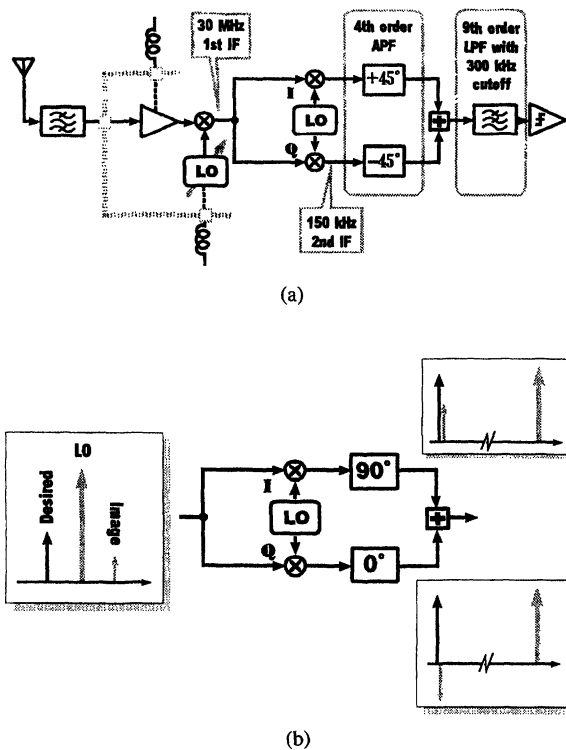 30 MHz
1st IF
4th order
APF
9th order
LPF with
300 kHz
cutoff
I
+45°
LO
LO
Q
−45°
150 kHz
2nd IF
(a)
LO
Desired
Image
I
90°
LO
Q
0°
(b)